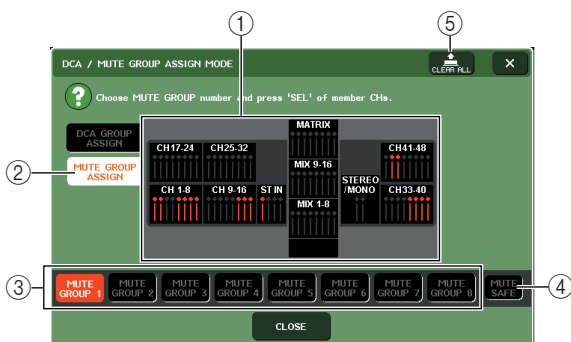 ① ⑤
DCA / MUTE GROUP ASSIGN MODE
CLEAR ALL
×
? Choose MUTE GROUP number and press 'SEL' of member CHs.
DCA GROUP
ASSIGN
② MUTE GROUP
ASSIGN
MATRIX
CH17-24 CH25-32 MIX 9-16 CH41-48
STEREO
/MONO
CH 1-8 CH 9-16 ST IN MIX 1-8 CH33-40
③ MUTE GROUP 1 MUTE GROUP 2 MUTE GROUP 3 MUTE GROUP 4 MUTE GROUP 5 MUTE GROUP 6 MUTE GROUP 7 MUTE GROUP 8 MUTE SAFE ④
CLOSE